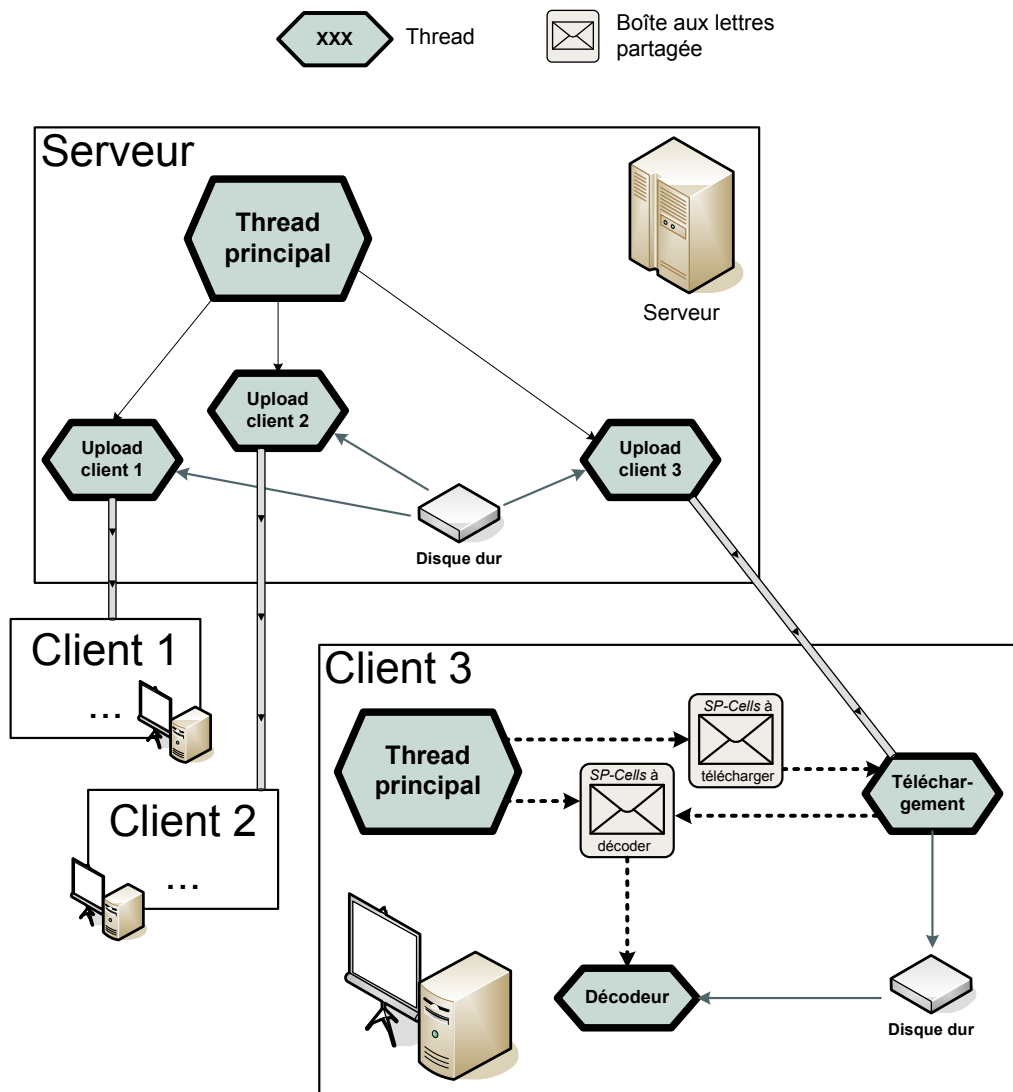 XXX
Thread
Boîte aux lettres
partagée
Serveur
Thread
principal
Serveur
Upload
client 1
Upload
client 2
Upload
client 3
Disque dur
Client 1
...
Client 2
...
Client 3
Thread
principal
SP-Cells à
télécharger
SP-Cells à
décoder
Téléchar-
gement
Décodeur
Disque dur